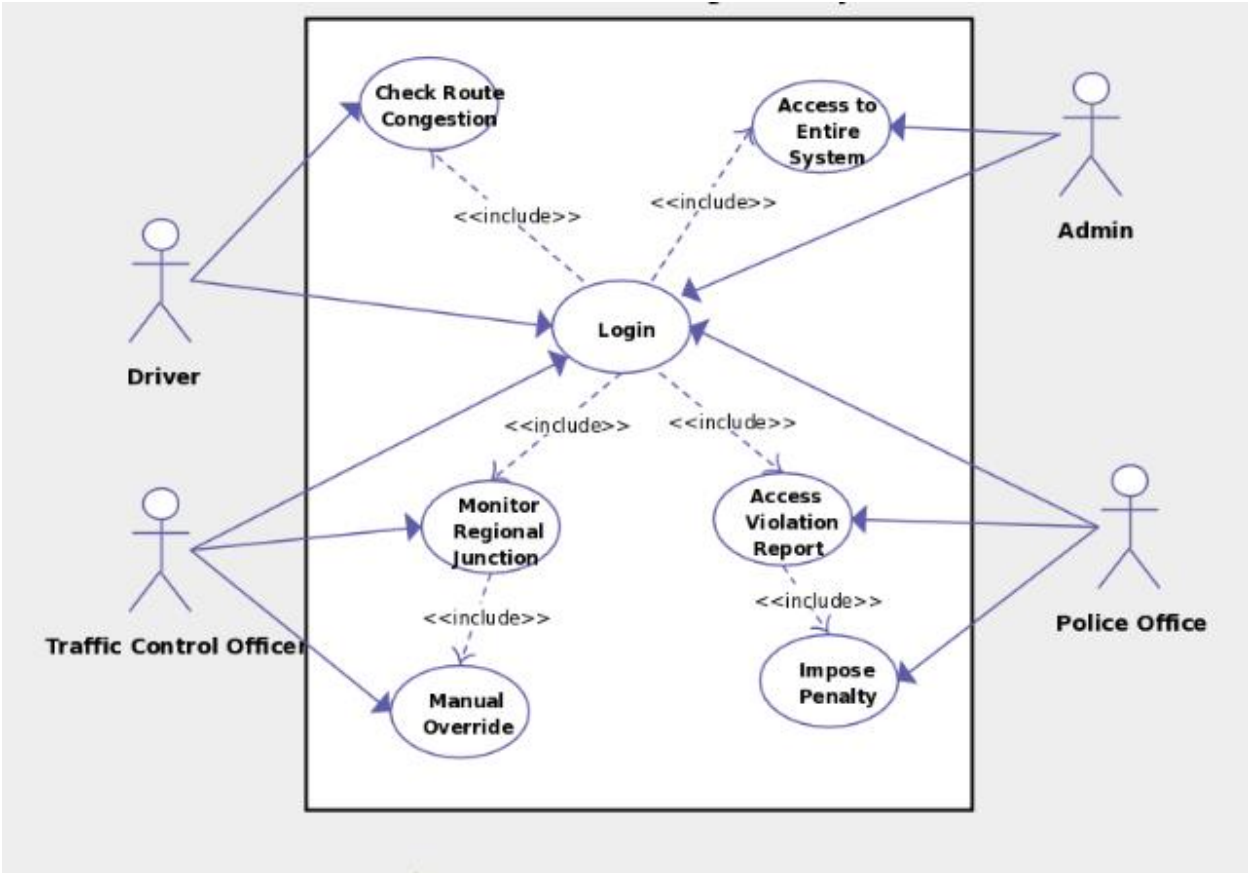 Check Route
Congestion
Access to
Entire
System
<<include>>
<<include>>
Admin
Login
Driver
<<include>>
<<include>>
Monitor
Regional
Junction
Access
Violation
Report
<<include>>
<<include>>
Traffic Control Officer
Police Office
Manual
Override
Impose
Penalty